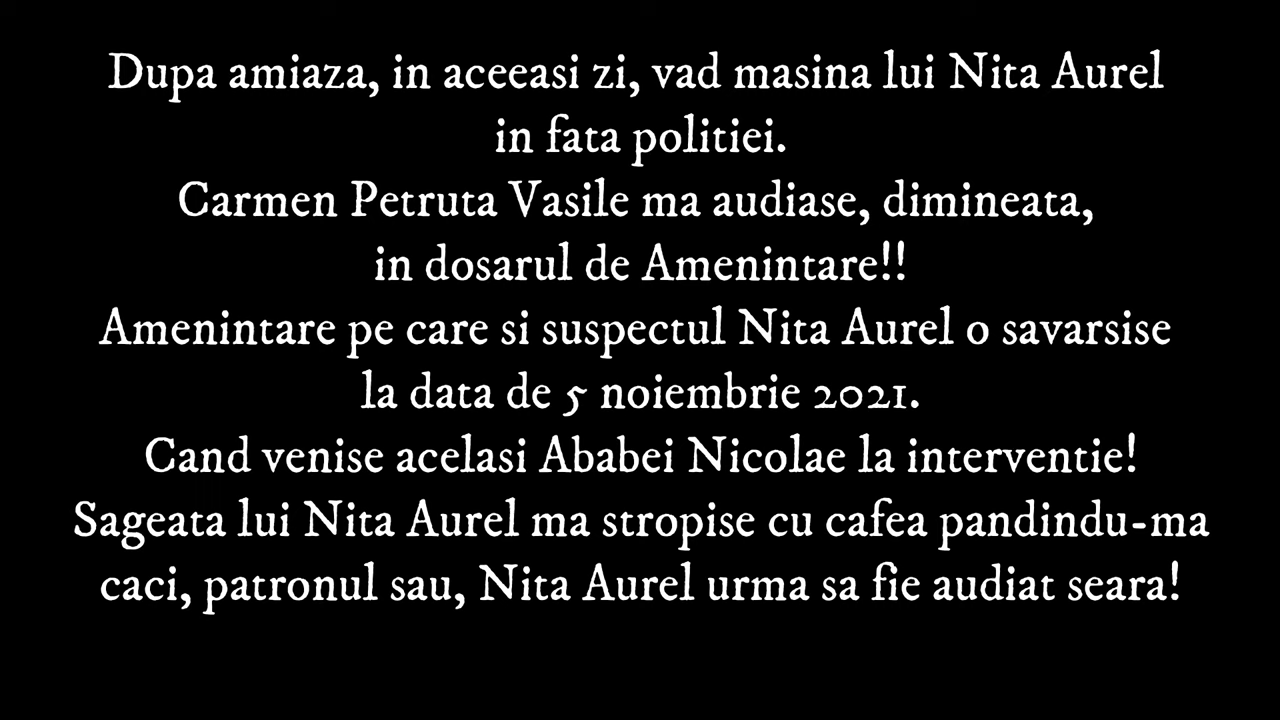 Dupa amiaza, in aceeasi zi, vad masina lui Nita Aurel
in fata politiei.
Carmen Petruta Vasile ma audiase, dimineata,
in dosarul de Amenintare!!
Amenintare pe care si suspectul Nita Aurel o savarsise
la data de 5 noiembrie 2021.
Cand venise acelasi Ababei Nicolae la interventie!
Sageata lui Nita Aurel ma stropise cu cafea pandindu-ma
caci, patronul sau, Nita Aurel urma sa fie audiat seara!